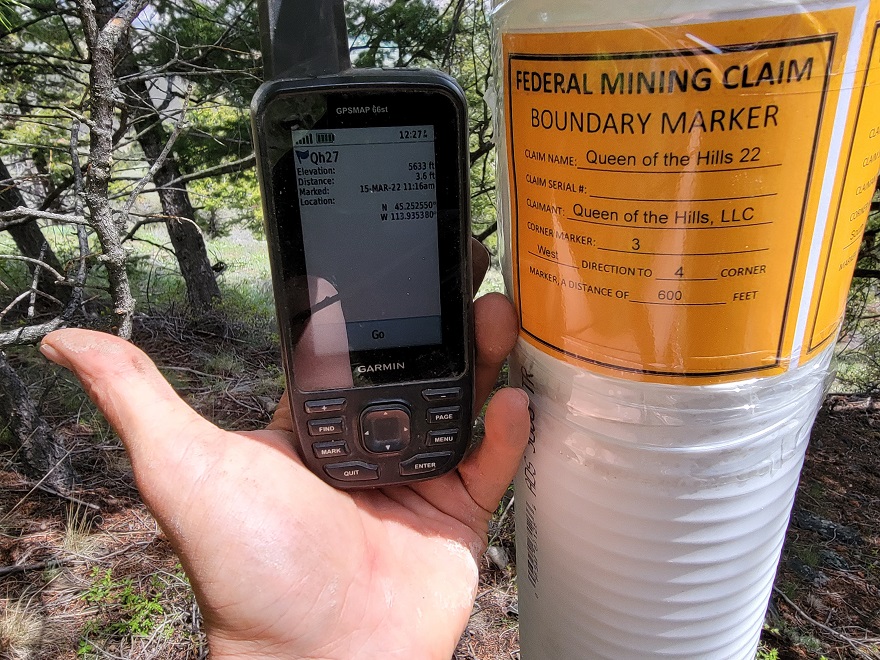 GPSMAP 66st
12:27
Qh27
Elevation: 5633 ft
Distance: 3.6 ft
Marked: 15-MAR-22 11:16am
Location:
N 45.252550°
W 113.935380°
Go
GARMIN
FIND
MARK
QUIT
PAGE
MENU
ENTER
FEDERAL MINING CLAIM
BOUNDARY MARKER
CLAIM NAME: Queen of the Hills 22
CLAIM SERIAL #:
CLAIMANT: Queen of the Hills, LLC
CORNER MARKER: 3
West DIRECTION TO 4 CORNER
MARKER, A DISTANCE OF 600 FEET